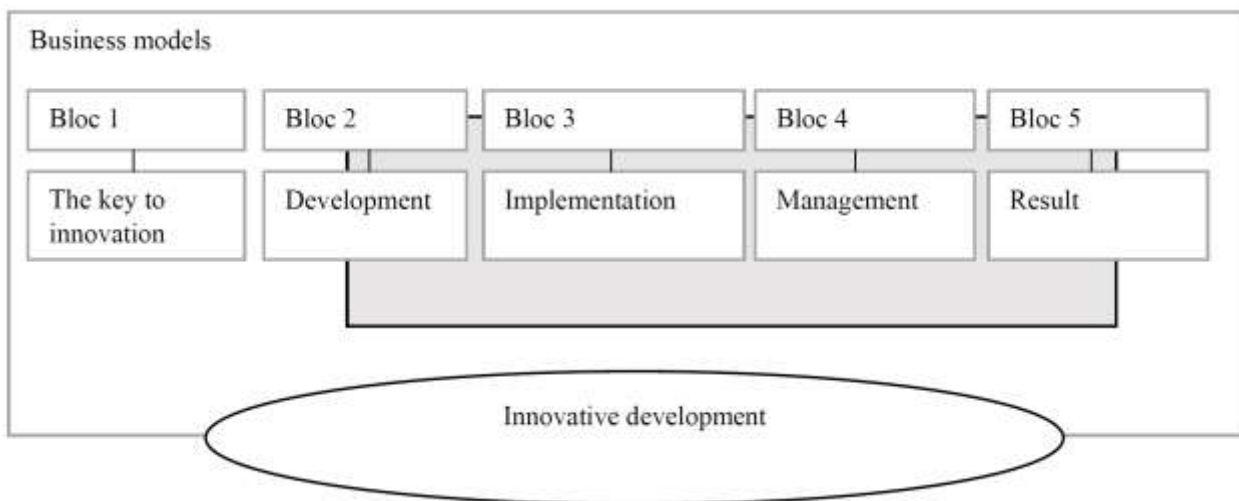 Business models
Bloc 1
Bloc 2
Bloc 3
Bloc 4
Bloc 5
The key to
innovation
Development
Implementation
Management
Result
Innovative development